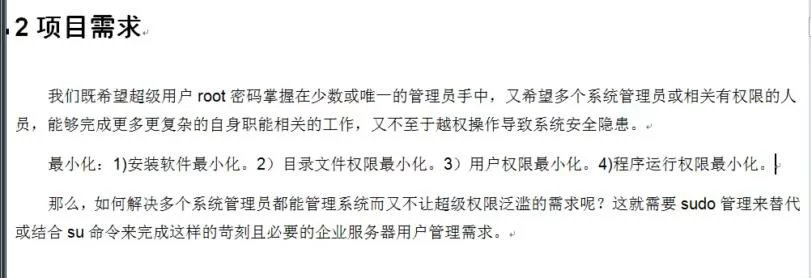 2 项目需求
我们既希望超级用户 root 密码掌握在少数或唯一的管理员手中，又希望多个系统管理员或相关有权限的人
员，能够完成更多更复杂的自身职能相关的工作，又不至于越权操作导致系统安全隐患。
最小化：1)安装软件最小化。2）目录文件权限最小化。3）用户权限最小化。4)程序运行权限最小化。
那么，如何解决多个系统管理员都能管理系统而又不让超级权限泛滥的需求呢？这就需要 sudo 管理来替代
或结合 su 命令来完成这样的苛刻且必要的企业服务器用户管理需求。